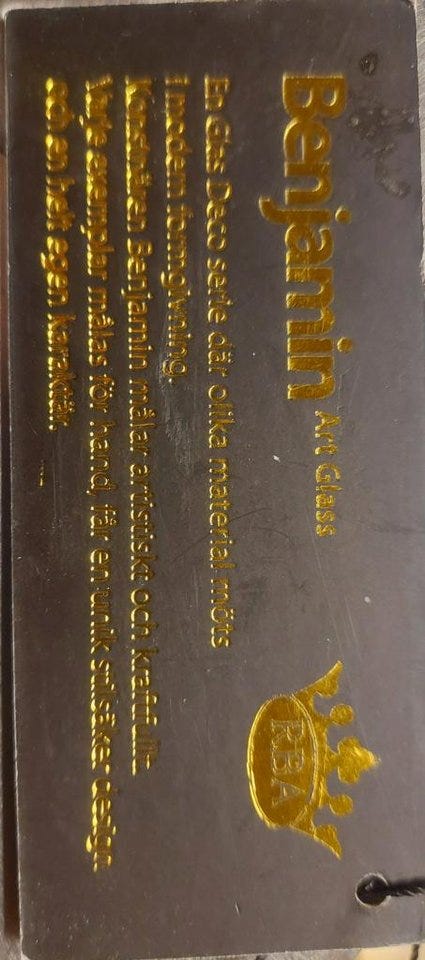 Benjamin Art Glass
RBA
En Glas Deco serie där olika material möts
i modern formgivning.
Konstnären Benjamin målar artistiskt och kraftfullt.
Varje exemplar målas för hand, får en unik stilsäker design
och en helt egen karaktär.